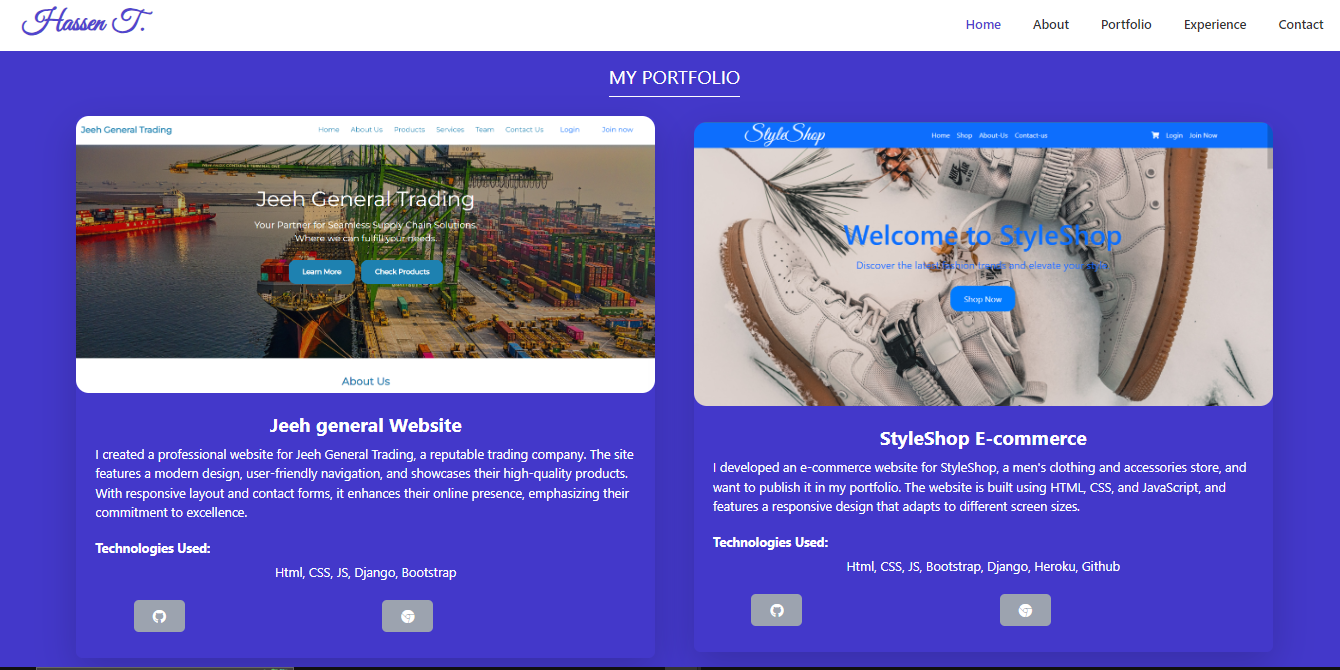 Hassen T.
Home About Portfolio Experience Contact
MY PORTFOLIO
Jeeh General Trading
Home About Us Products Services Team Contact Us Login Join now
Jeeh General Trading
Your Partner for Seamless Supply Chain Solutions.
Where we can fulfill your needs.
Learn More Check Products
About Us
Jeeh general Website
I created a professional website for Jeeh General Trading, a reputable trading company. The site
features a modern design, user-friendly navigation, and showcases their high-quality products.
With responsive layout and contact forms, it enhances their online presence, emphasizing their
commitment to excellence.
Technologies Used:
Html, CSS, JS, Django, Bootstrap
StyleShop
Home Shop About-Us Contact-us Login Join Now
NIKE
Welcome to StyleShop
Discover the latest fashion trends and elevate your style.
Shop Now
StyleShop E-commerce
I developed an e-commerce website for StyleShop, a men's clothing and accessories store, and
want to publish it in my portfolio. The website is built using HTML, CSS, and JavaScript, and
features a responsive design that adapts to different screen sizes.
Technologies Used:
Html, CSS, JS, Bootstrap, Django, Heroku, Github